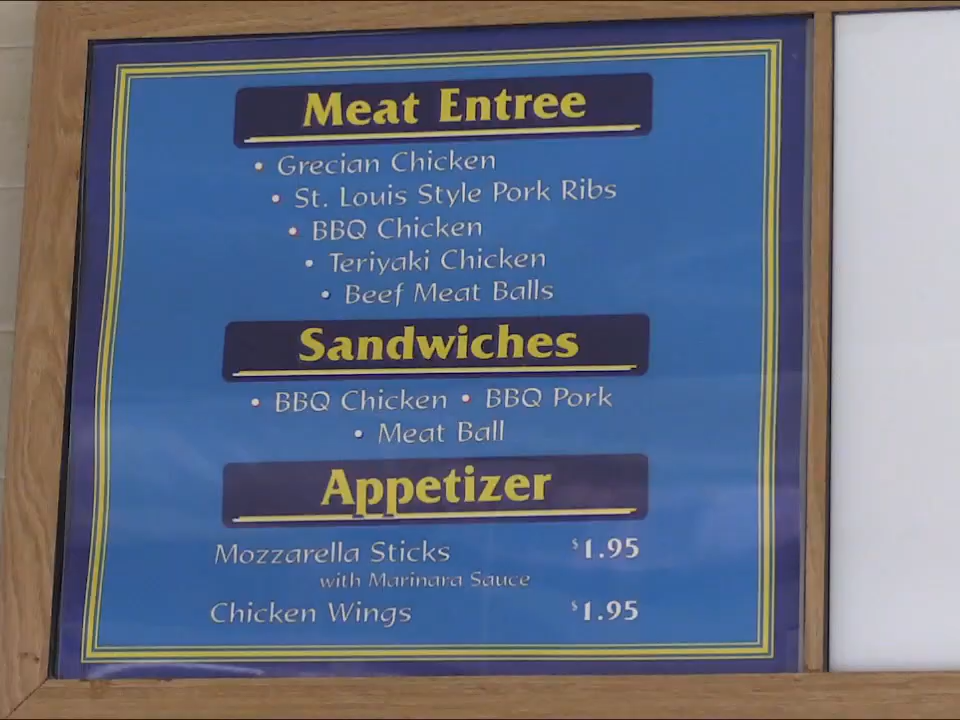 Meat Entree
• Grecian Chicken
• St. Louis Style Pork Ribs
• BBQ Chicken
• Teriyaki Chicken
• Beef Meat Balls
Sandwiches
• BBQ Chicken • BBQ Pork
• Meat Ball
Appetizer
Mozzarella Sticks $1.95
with Marinara Sauce
Chicken Wings $1.95